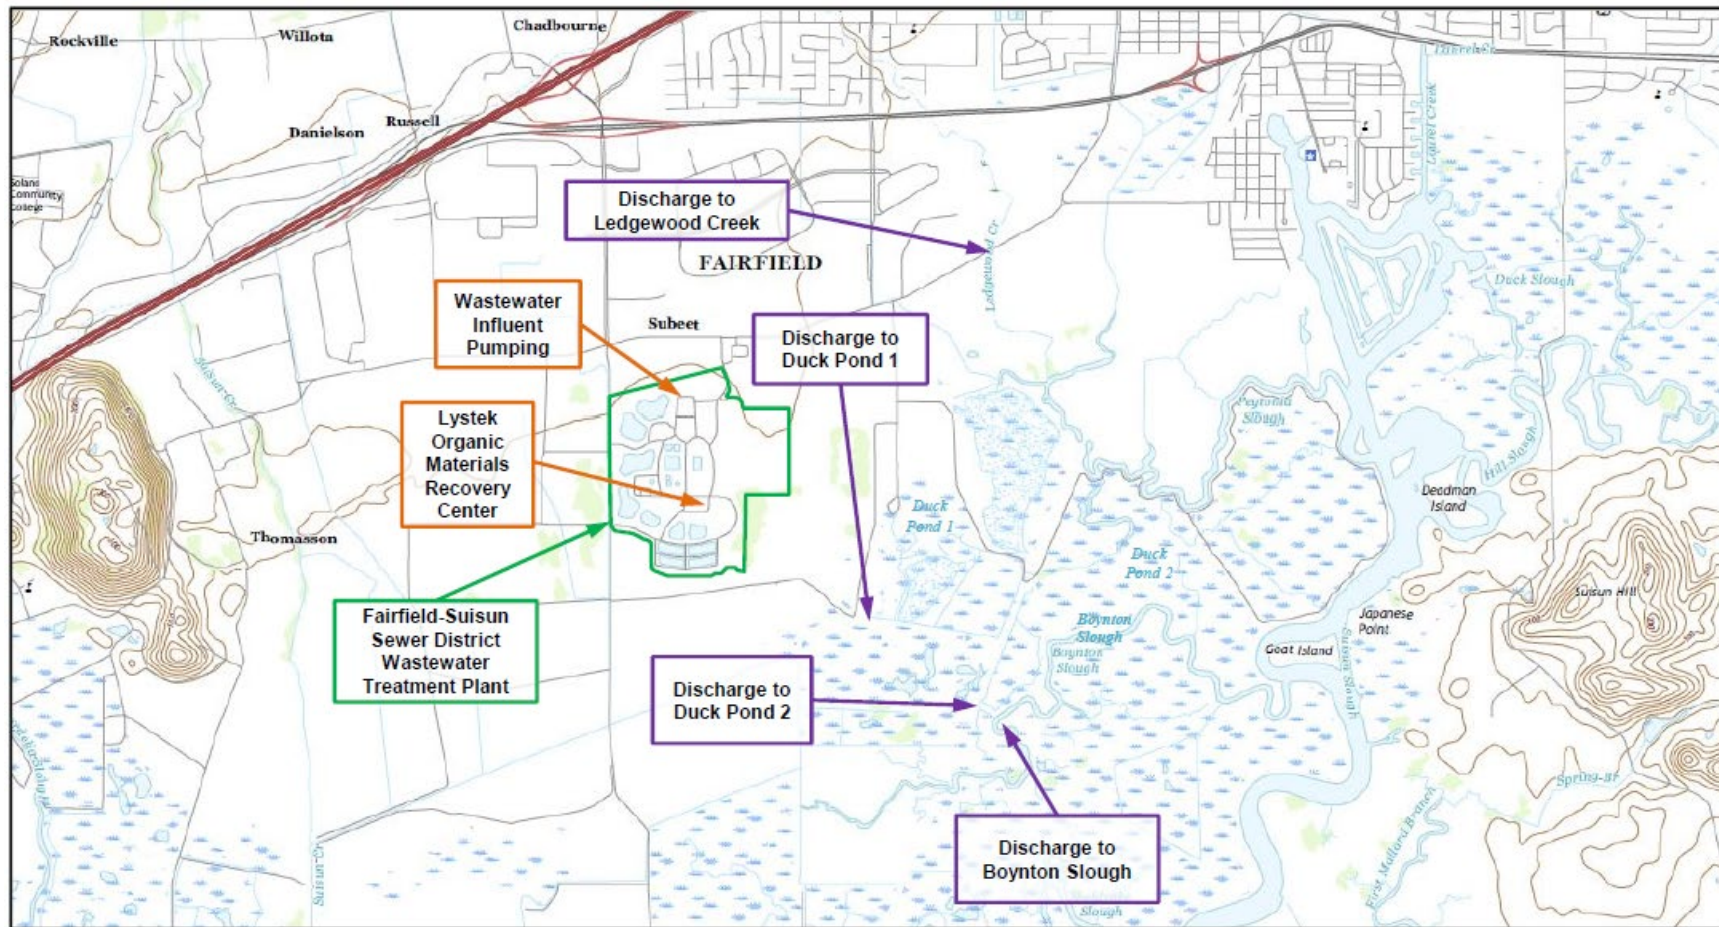 Rockville
Willota
Chadbourne
Laurel Cr
Danielson
Russell
Laurel Creek
Solano
Community
College
Discharge to
Ledgewood Creek
Ledgewood Cr
FAIRFIELD
Duck Slough
Wastewater
Influent
Pumping
Subeet
Discharge to
Duck Pond 1
Suisun Cr
Peytonia
Slough
Lystek
Organic
Materials
Recovery
Center
Hill Slough
Deadman
Island
Duck
Pond 1
Thomasson
Duck
Pond 2
Suisun Hill
Fairfield-Suisun
Sewer District
Wastewater
Treatment Plant
Boynton
Slough
Boynton
Slough
Japanese
Point
Goat Island
Suisun Slough
Discharge to
Duck Pond 2
Spring Br
First Mallard Branch
Discharge to
Boynton Slough
Suisun Cr
Slough